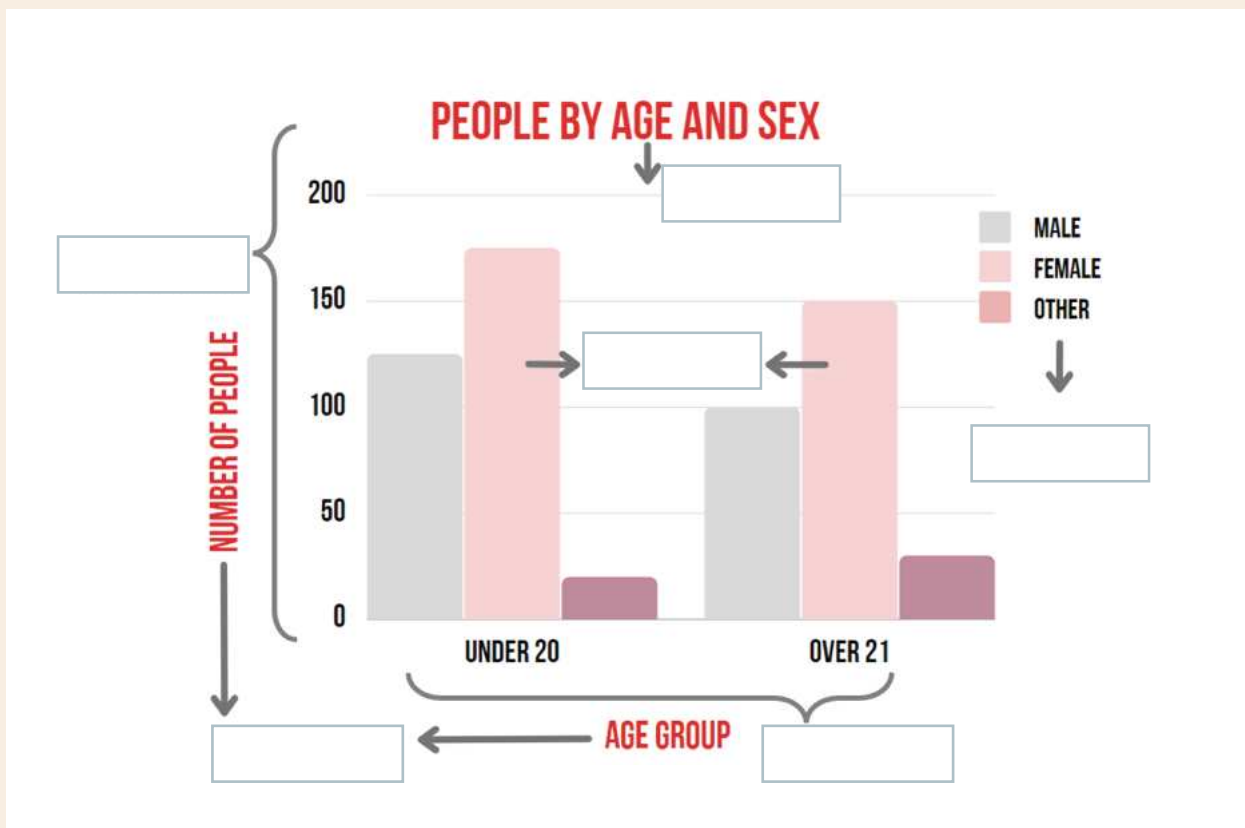 PEOPLE BY AGE AND SEX
200
150
100
50
0
NUMBER OF PEOPLE
MALE
FEMALE
OTHER
UNDER 20
OVER 21
AGE GROUP